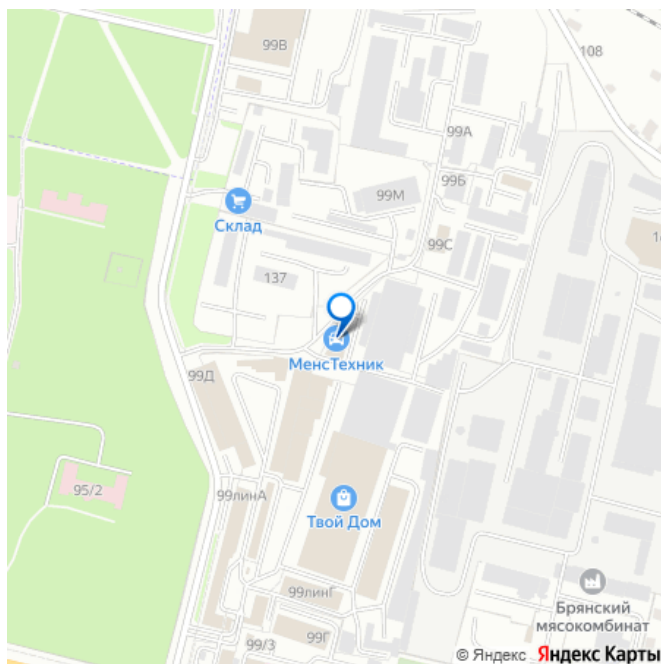 99В
108
99А
99Б
99М
Склад
99С
137
МенсТехник
99Д
95/2
99линА
Твой Дом
99линГ
Брянский
мясокомбинат
99/3
99Г
© Яндекс Яндекс Карты